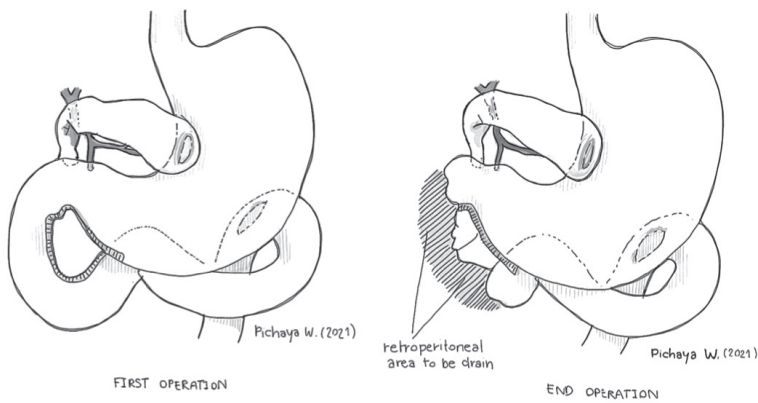 Pichaya W. (2021)
FIRST OPERATION
retroperitoneal
area to be drain
Pichaya W. (2021)
END OPERATION